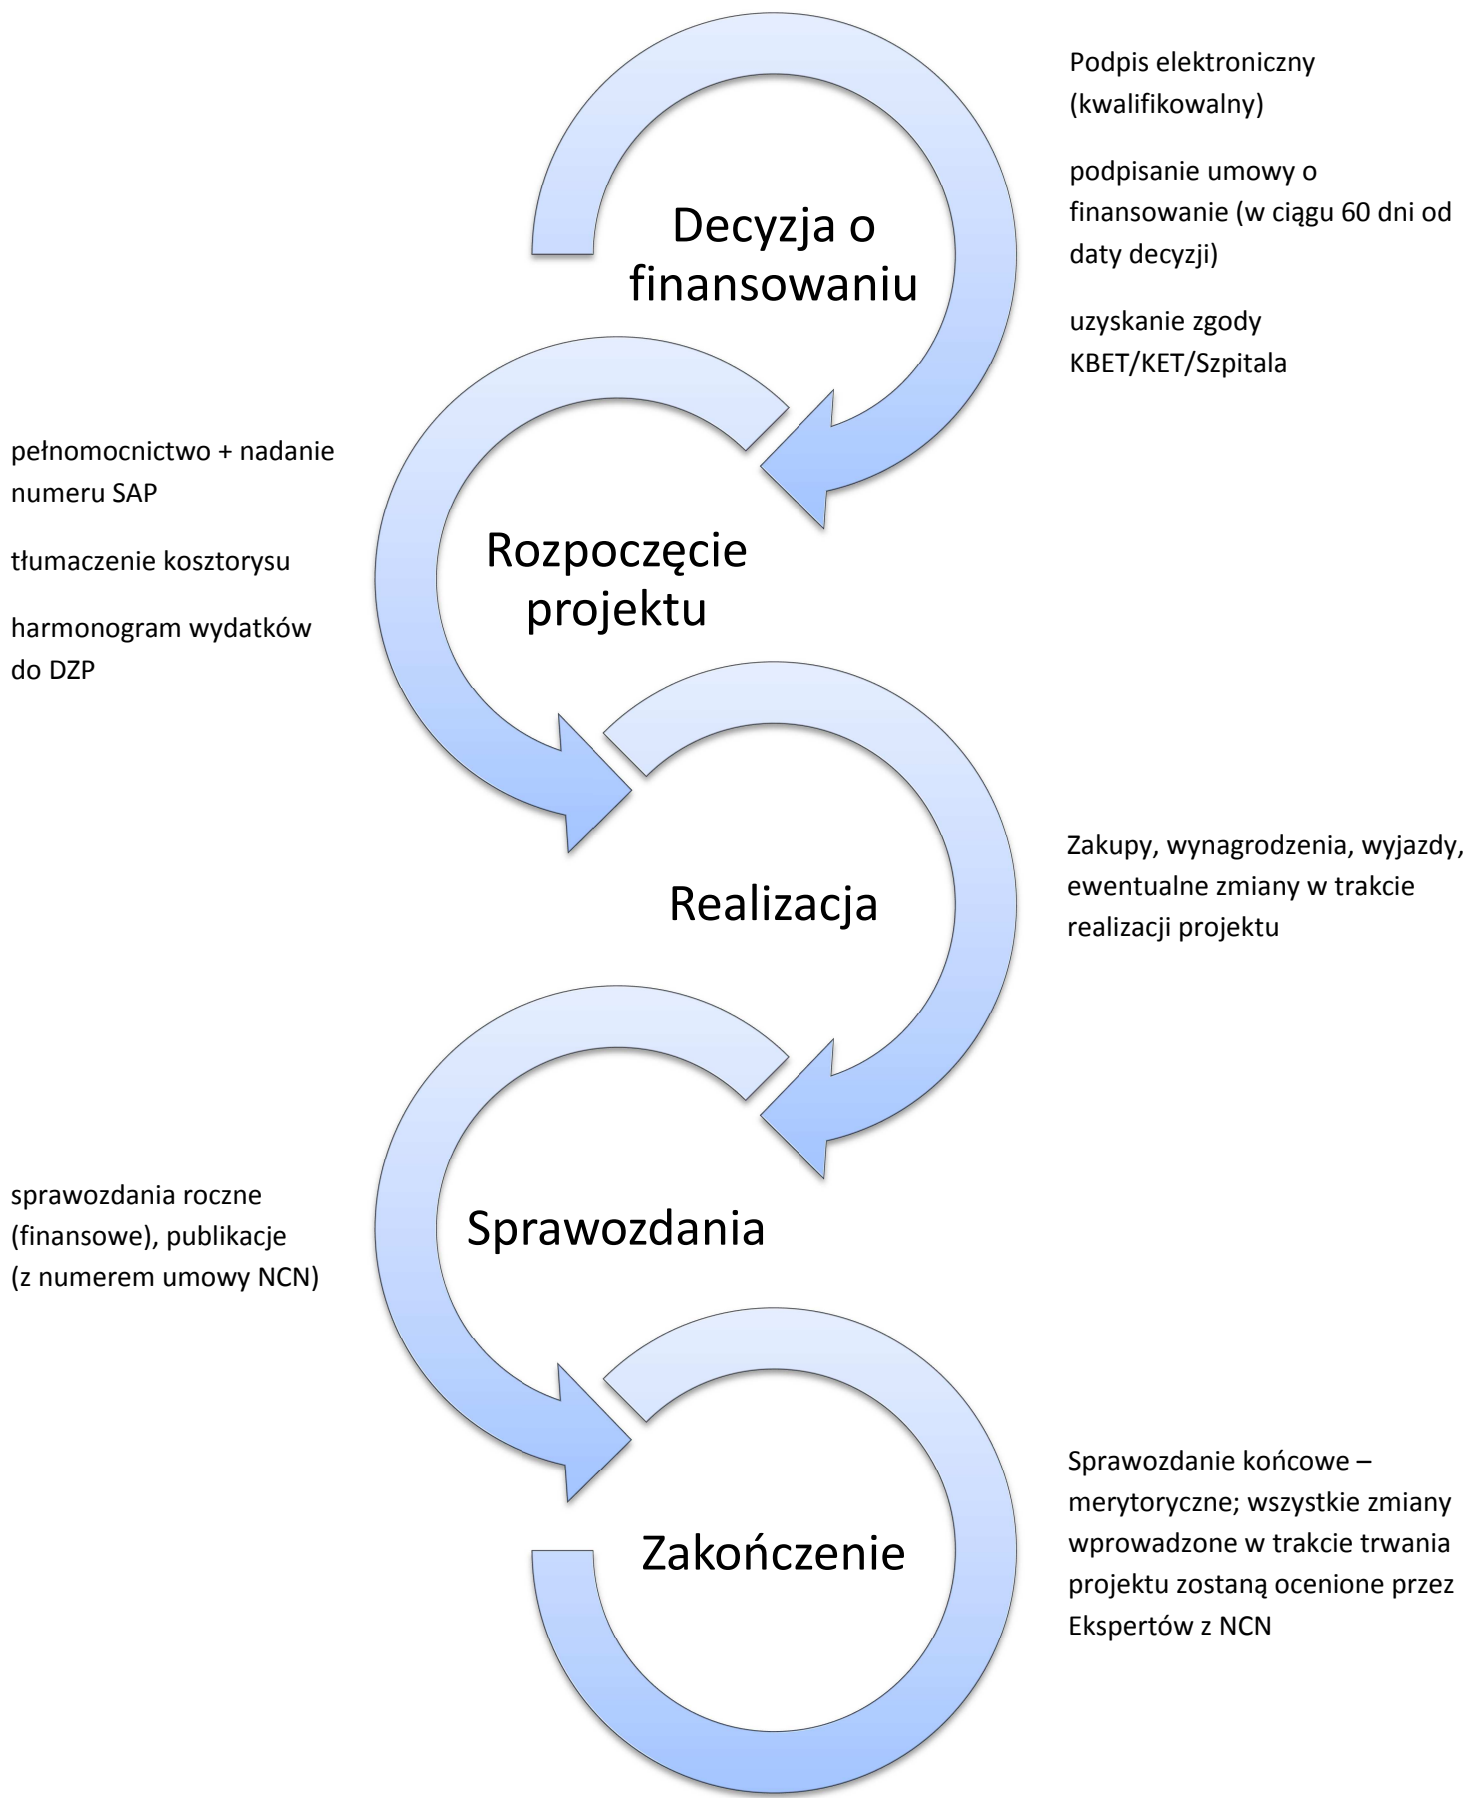 Podpis elektroniczny
(kwalifikowalny)
podpisanie umowy o
finansowanie (w ciągu 60 dni od
daty decyzji)
uzyskanie zgody
KBET/KET/Szpitala
Decyzja o
finansowaniu
pełnomocnictwo + nadanie
numeru SAP
tłumaczenie kosztorysu
harmonogram wydatków
do DZP
Rozpoczęcie
projektu
Realizacja
Zakupy, wynagrodzenia, wyjazdy,
ewentualne zmiany w trakcie
realizacji projektu
sprawozdania roczne
(finansowe), publikacje
(z numerem umowy NCN)
Sprawozdania
Zakończenie
Sprawozdanie końcowe –
merytoryczne; wszystkie zmiany
wprowadzone w trakcie trwania
projektu zostaną ocenione przez
Ekspertów z NCN